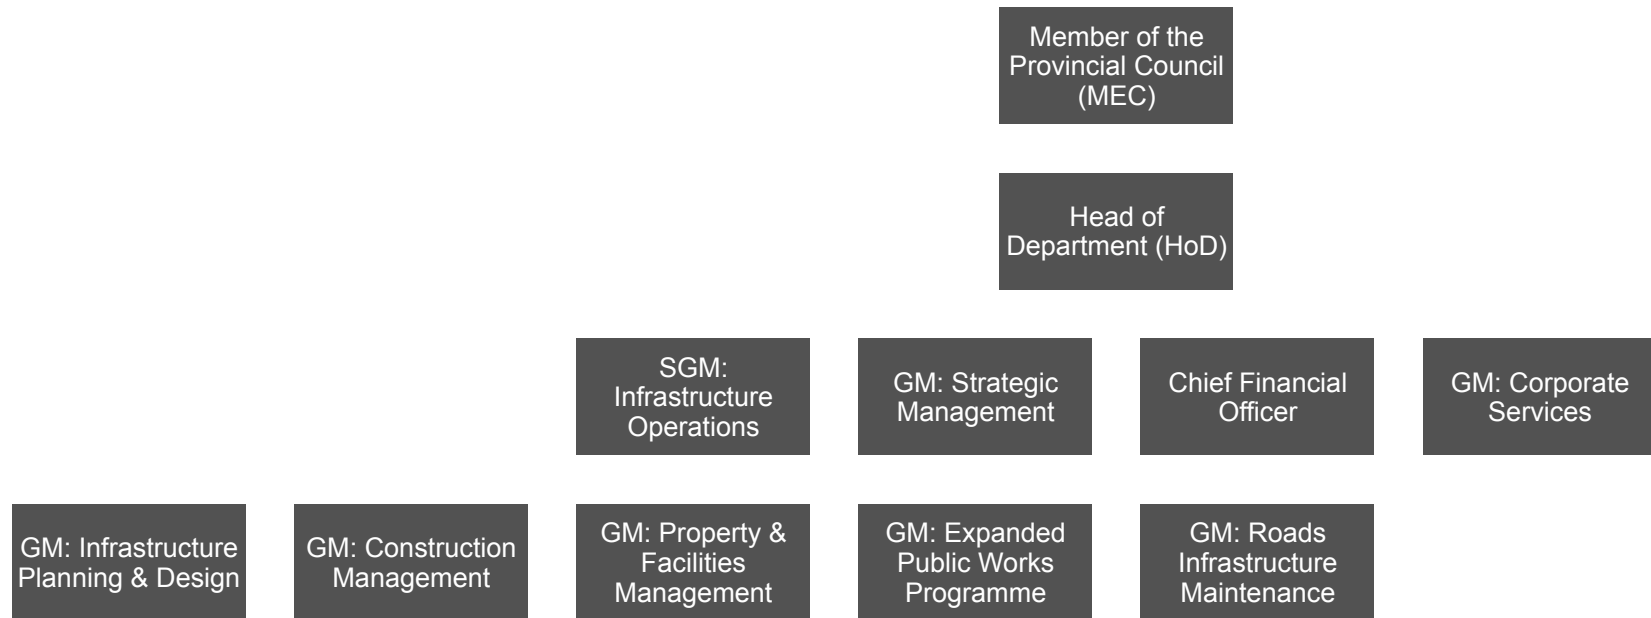 Member of the
Provincial Council
(MEC)
Head of
Department (HoD)
SGM:
Infrastructure
Operations
GM: Strategic
Management
Chief Financial
Officer
GM: Corporate
Services
GM: Infrastructure
Planning & Design
GM: Construction
Management
GM: Property &
Facilities
Management
GM: Expanded
Public Works
Programme
GM: Roads
Infrastructure
Maintenance